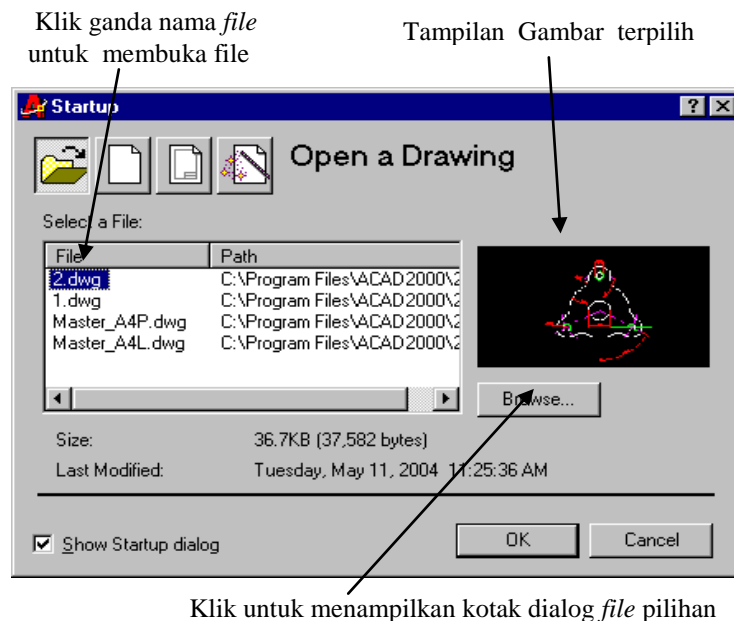 Klik ganda nama file
untuk membuka file
Tampilan Gambar terpilih
Startup
Open a Drawing
Select a File:
File Path
2.dwg C:\Program Files\ACAD2000\2
1.dwg C:\Program Files\ACAD2000\2
Master_A4P.dwg C:\Program Files\ACAD2000\2
Master_A4L.dwg C:\Program Files\ACAD2000\2
Browse...
Size: 36.7KB (37,582 bytes)
Last Modified: Tuesday, May 11, 2004 11:25:36 AM
Show Startup dialog
OK
Cancel
Klik untuk menampilkan kotak dialog file pilihan